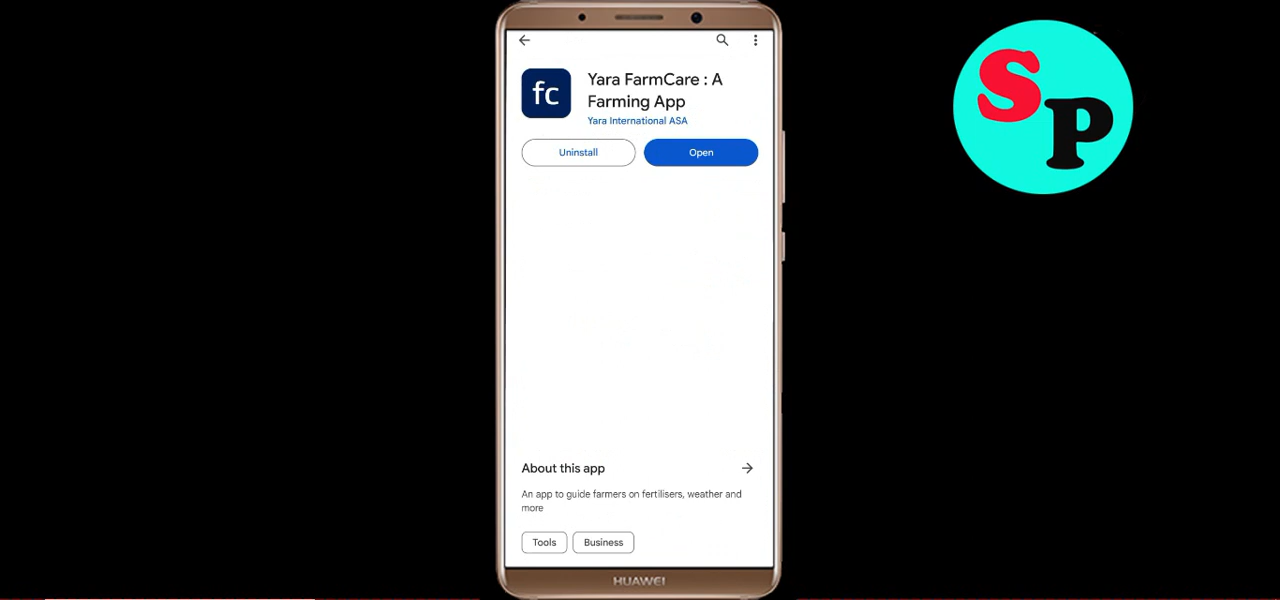 Yara FarmCare : A
Farming App
Yara International ASA
Uninstall
Open
About this app
An app to guide farmers on fertilisers, weather and
more
Tools
Business
HUAWEI
SP
fc